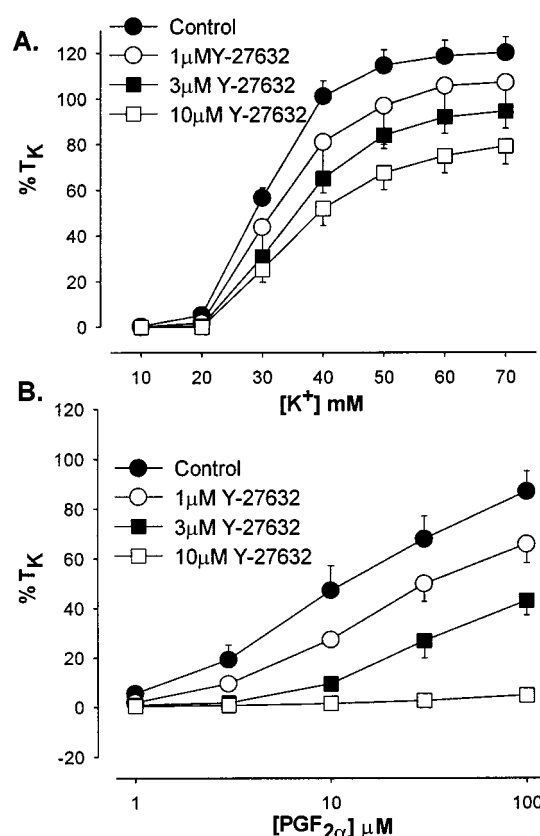 A.
Control
1μMY-27632
3μM Y-27632
10μM Y-27632
%TK
120
100
80
60
40
20
0
10 20 30 40 50 60 70
[K+] mM
B.
Control
1μM Y-27632
3μM Y-27632
10μM Y-27632
%TK
120
100
80
60
40
20
0
-20
1 10 100
[PGF2α] μM